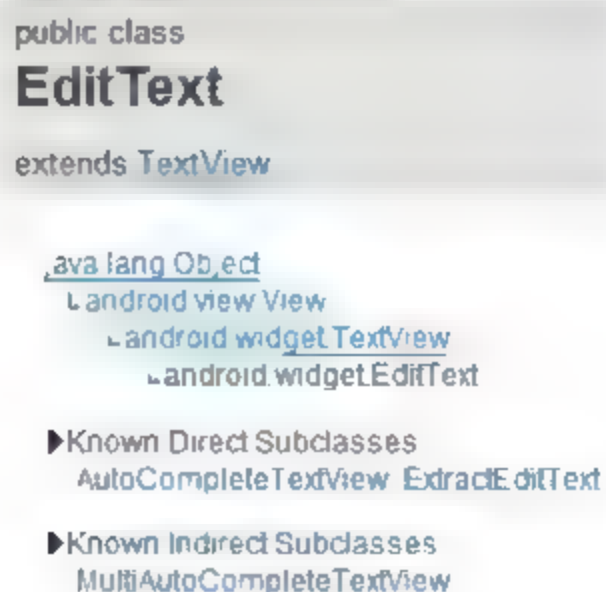 public class
EditText
extends TextView
java.lang.Object
↳android.view.View
↳android.widget.TextView
↳android.widget.EditText
▶Known Direct Subclasses
AutoCompleteTextView ExtractEditText
▶Known Indirect Subclasses
MultiAutoCompleteTextView